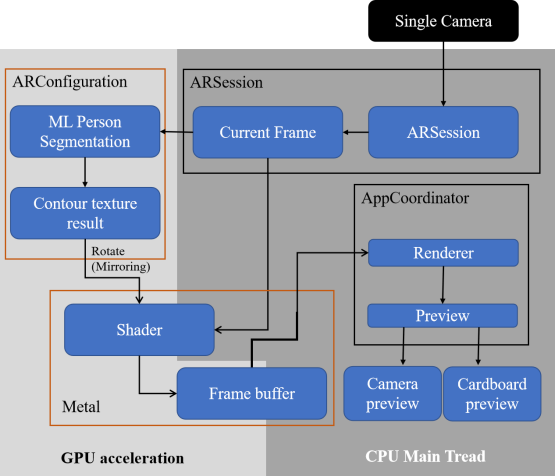 Single Camera
ARConfiguration
ARSession
ML Person
Segmentation
Current Frame
ARSession
Contour texture
result
AppCoordinator
Rotate
(Mirroring)
Renderer
Shader
Preview
Frame buffer
Camera
preview
Cardboard
preview
Metal
GPU acceleration
CPU Main Tread